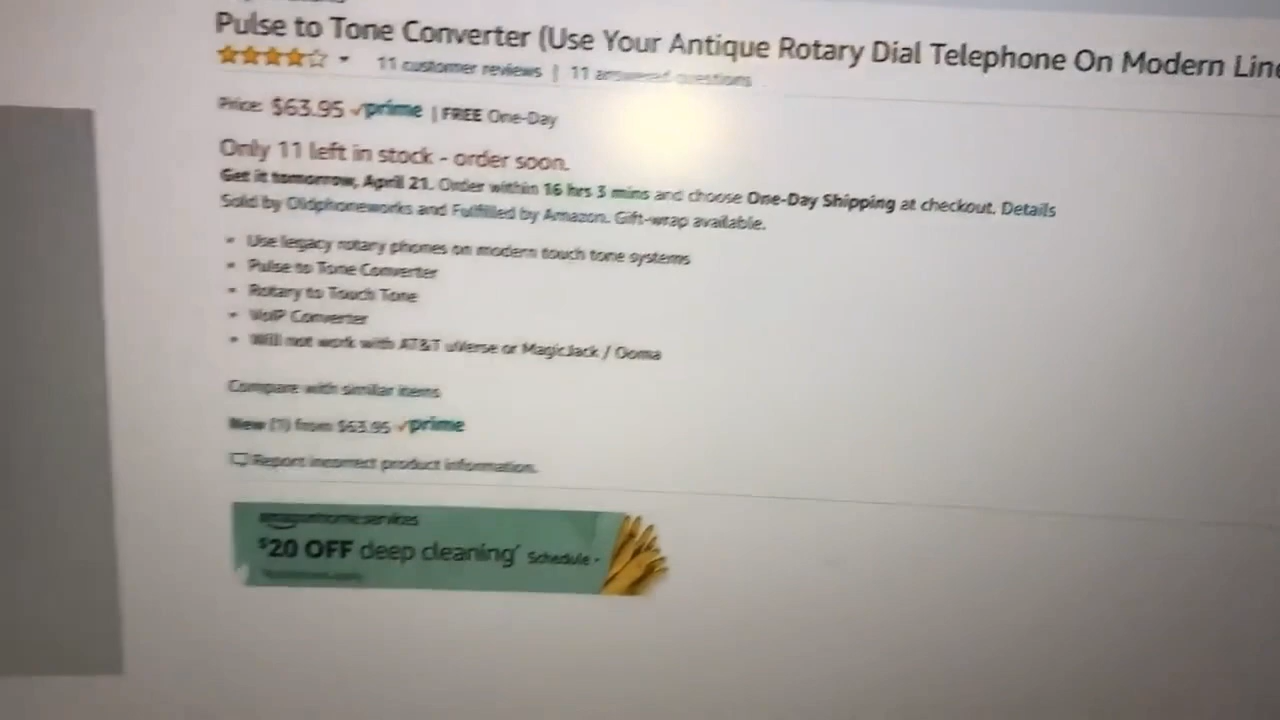 Pulse to Tone Converter (Use Your Antique Rotary Dial Telephone On Modern Line
11 customer reviews | 11 answered questions
Price: $63.95 prime | FREE One-Day
Only 11 left in stock - order soon.
Get it tomorrow, April 21. Order within 16 hrs 3 mins and choose One-Day Shipping at checkout. Details
Sold by Oldphoneworks and Fulfilled by Amazon. Gift-wrap available.
Use legacy rotary phones on modern touch tone systems
Pulse to Tone Converter
Rotary to Touch Tone
VoIP Converter
Will not work with AT&T uVerse or MagicJack / Ooma
Compare with similar items
New (1) from $63.95 prime
Report incorrect product information.
amazonhome services
$20 OFF deep cleaning* Schedule